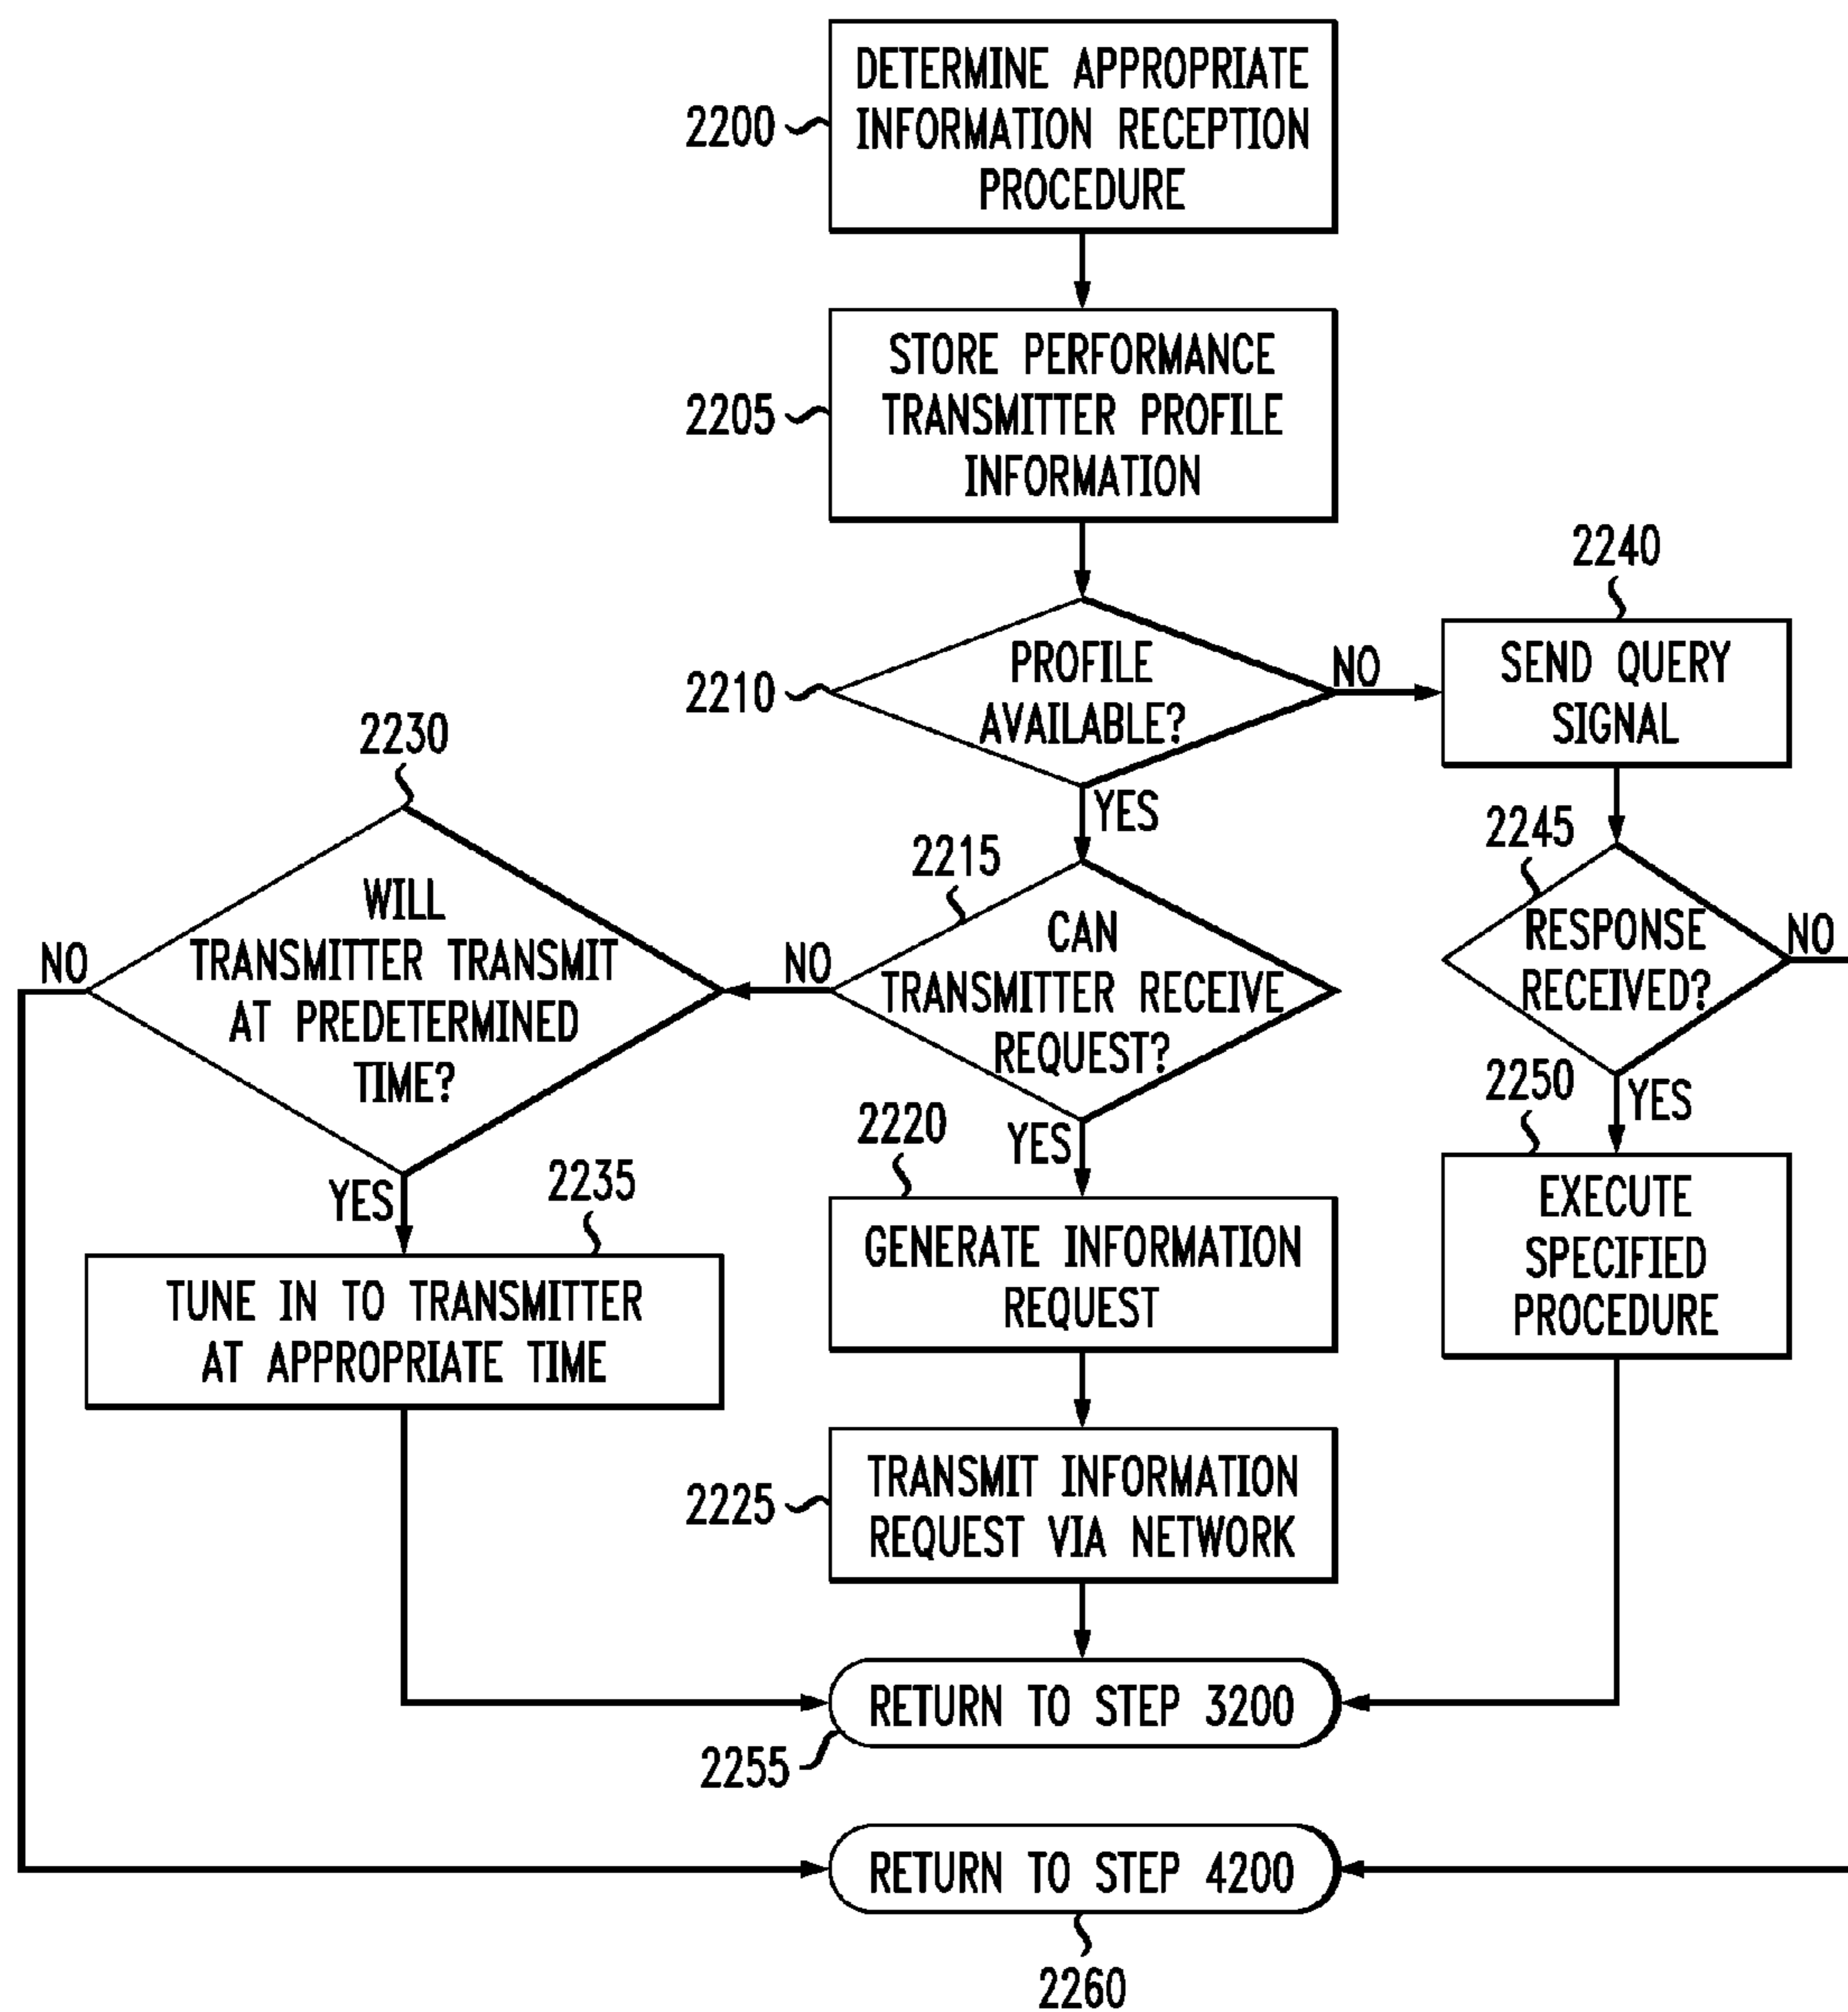 DETERMINE APPROPRIATE
INFORMATION RECEPTION
PROCEDURE
2200
STORE PERFORMANCE
TRANSMITTER PROFILE
INFORMATION
2205
2240
PROFILE
AVAILABLE?
2210
NO
SEND QUERY
SIGNAL
YES
2230
WILL
TRANSMITTER TRANSMIT
AT PREDETERMINED
TIME?
NO
2215
CAN
TRANSMITTER RECEIVE
REQUEST?
NO
2245
RESPONSE
RECEIVED?
NO
2250
YES
2220
YES
YES
2235
TUNE IN TO TRANSMITTER
AT APPROPRIATE TIME
GENERATE INFORMATION
REQUEST
EXECUTE
SPECIFIED
PROCEDURE
2225
TRANSMIT INFORMATION
REQUEST VIA NETWORK
RETURN TO STEP 3200
2255
RETURN TO STEP 4200
2260